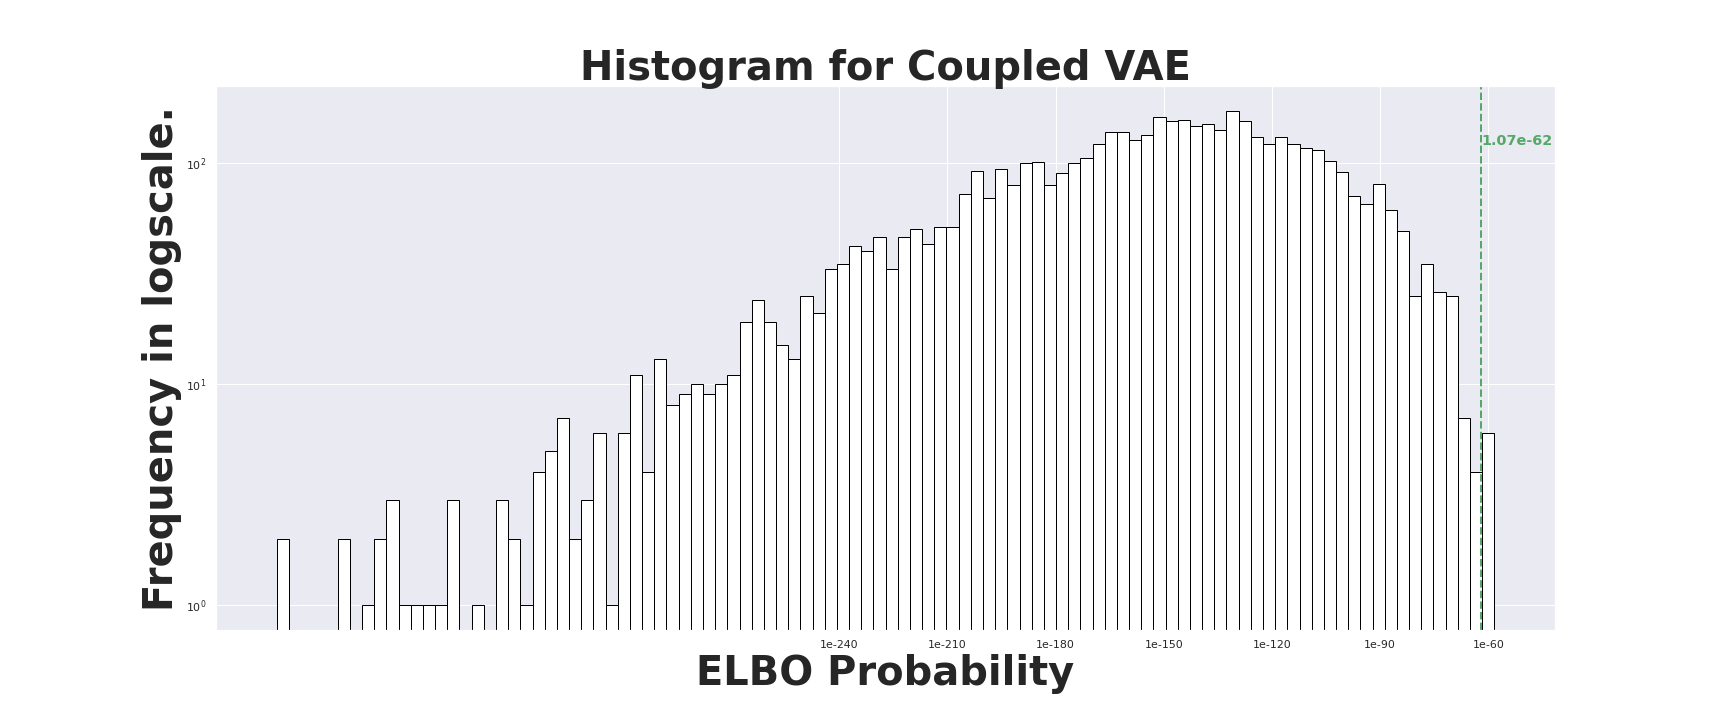 Histogram for Coupled VAE
Frequency in logscale.
10²
10¹
10⁰
1.07e-62
1e-240 1e-210 1e-180 1e-150 1e-120 1e-90 1e-60
ELBO Probability